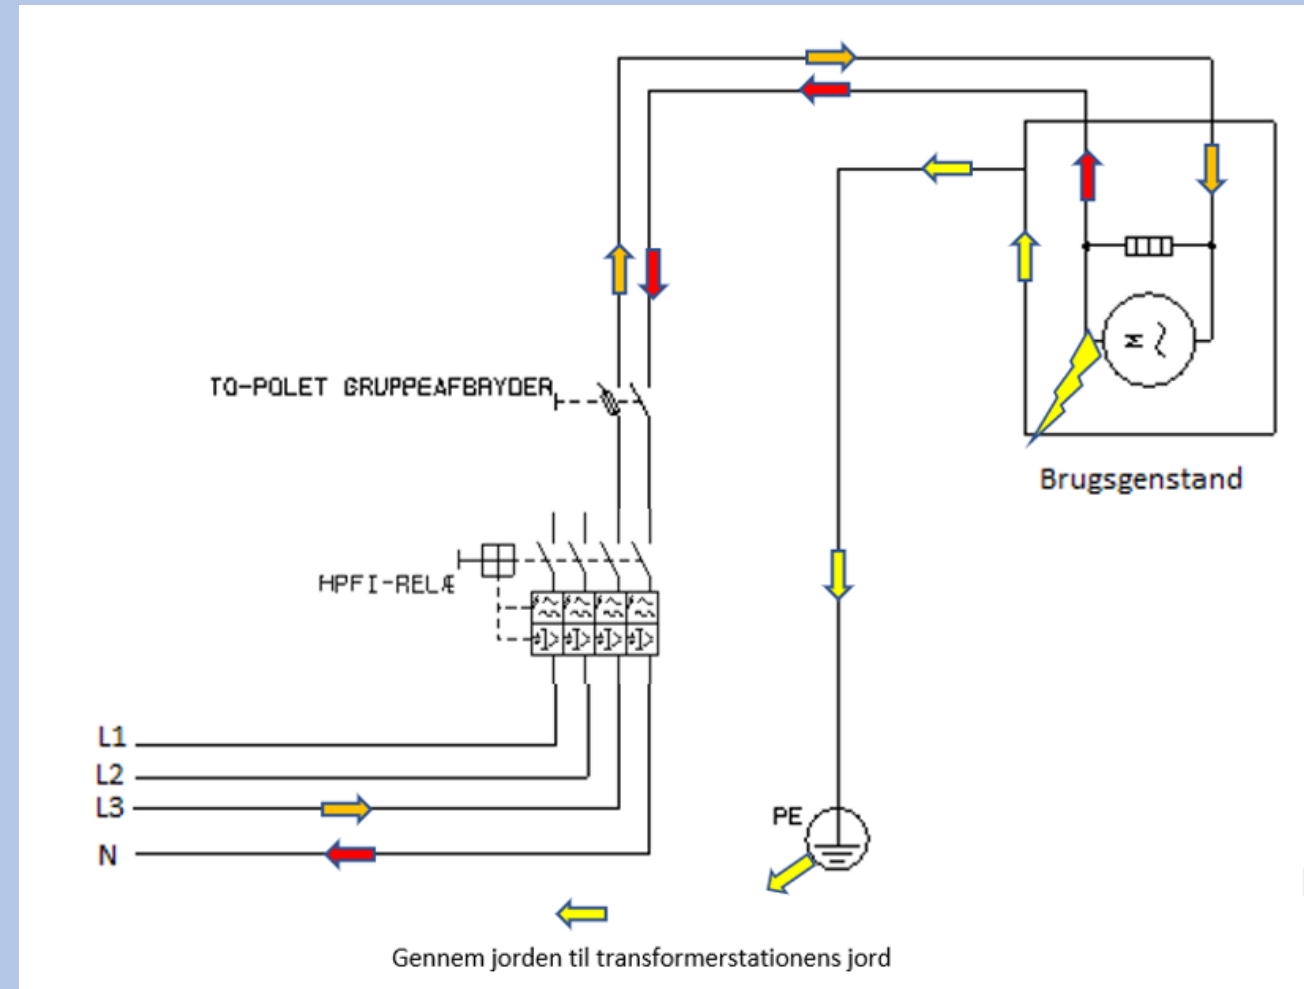 TO-POLET GRUPPEAFBRYDER
Brugsgenstand
HPFI-RELÆ
L1
L2
L3
N
PE
M
Gennem jorden til transformerstationens jord